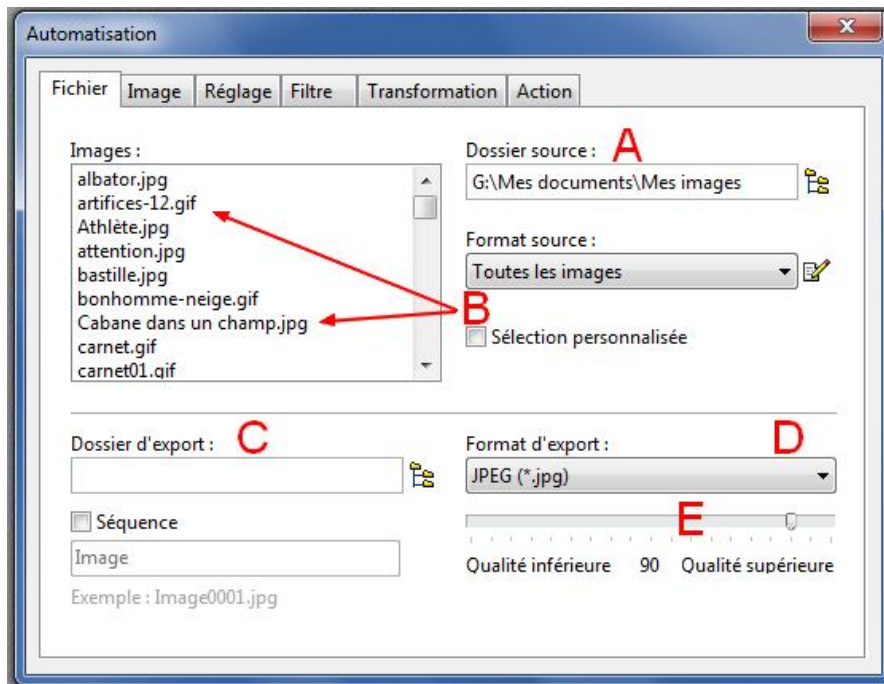 Automatisation
Fichier Image Réglage Filtre Transformation Action
Images :
albator.jpg
artifices-12.gif
Athlète.jpg
attention.jpg
bastille.jpg
bonhomme-neige.gif
Cabane dans un champ.jpg
carnet.gif
carnet01.gif
Dossier source : A
G:\Mes documents\Mes images
Format source :
Toutes les images
B
Sélection personnalisée
Dossier d'export : C
Séquence
Image
Exemple : Image0001.jpg
Format d'export : D
JPEG (*.jpg)
E
Qualité inférieure 90 Qualité supérieure